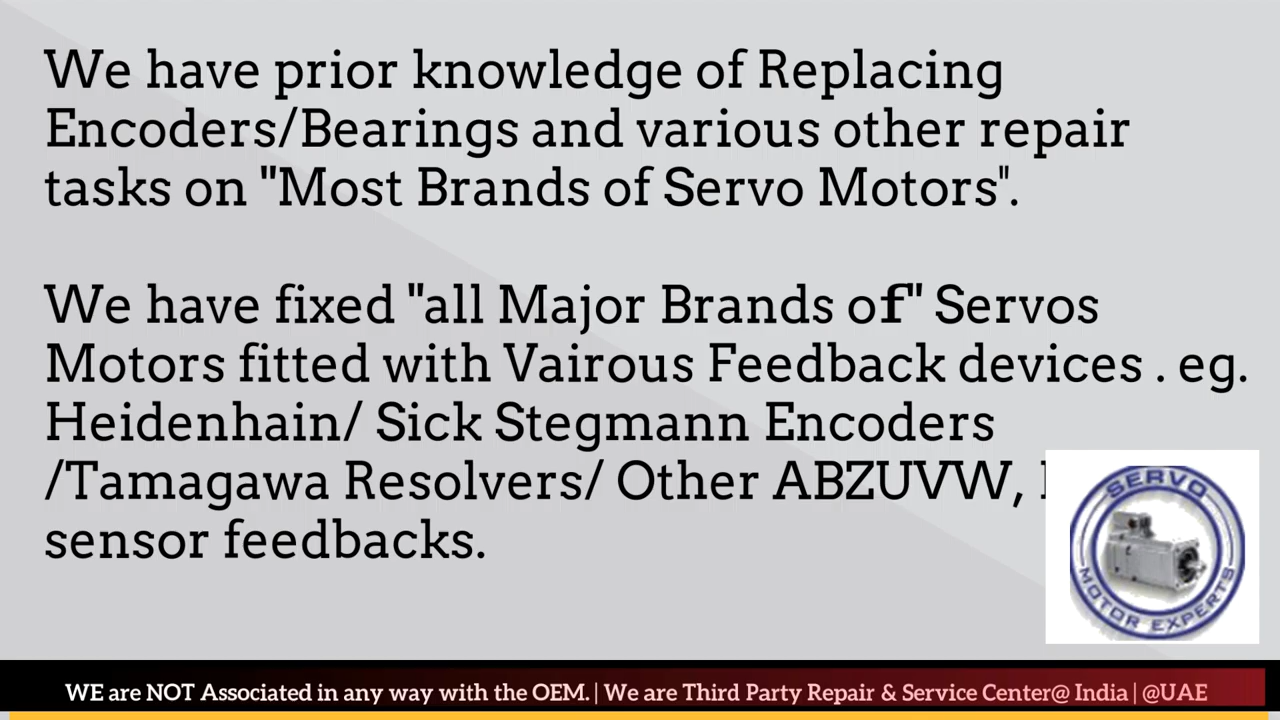 We have prior knowledge of Replacing
Encoders/Bearings and various other repair
tasks on "Most Brands of Servo Motors".
We have fixed "all Major Brands of" Servos
Motors fitted with Vairous Feedback devices . eg.
Heidenhain/ Sick Stegmann Encoders
/Tamagawa Resolvers/ Other ABZUVW,
sensor feedbacks.
SERVO
MOTOR EXPERTS
WE are NOT Associated in any way with the OEM. | We are Third Party Repair & Service Center@ India | @UAE